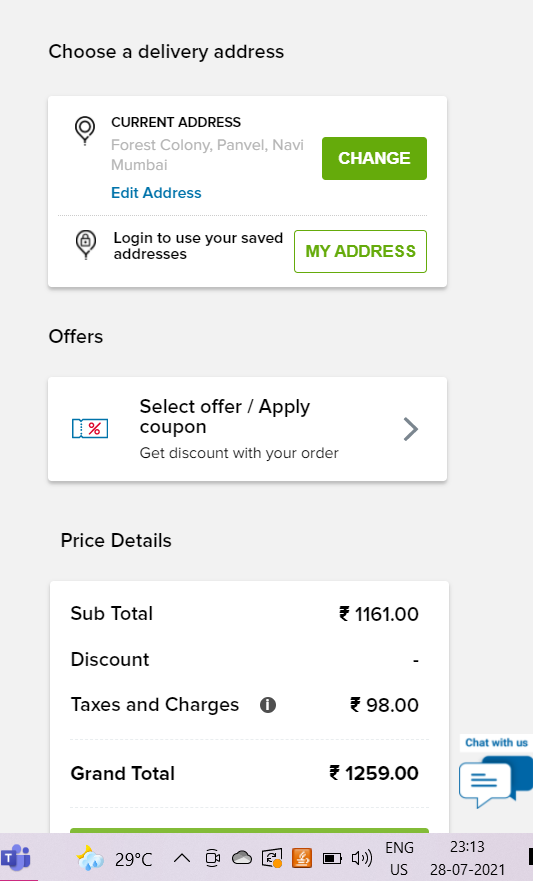 Choose a delivery address
CURRENT ADDRESS
Forest Colony, Panvel, Navi
Mumbai
CHANGE
Edit Address
Login to use your saved
addresses
MY ADDRESS
Offers
Select offer / Apply
coupon
%
Get discount with your order
Price Details
Sub Total ₹ 1161.00
Discount -
Taxes and Charges i ₹ 98.00
Chat with us
Grand Total ₹ 1259.00
T 29°C ENG 23:13
US 28-07-2021